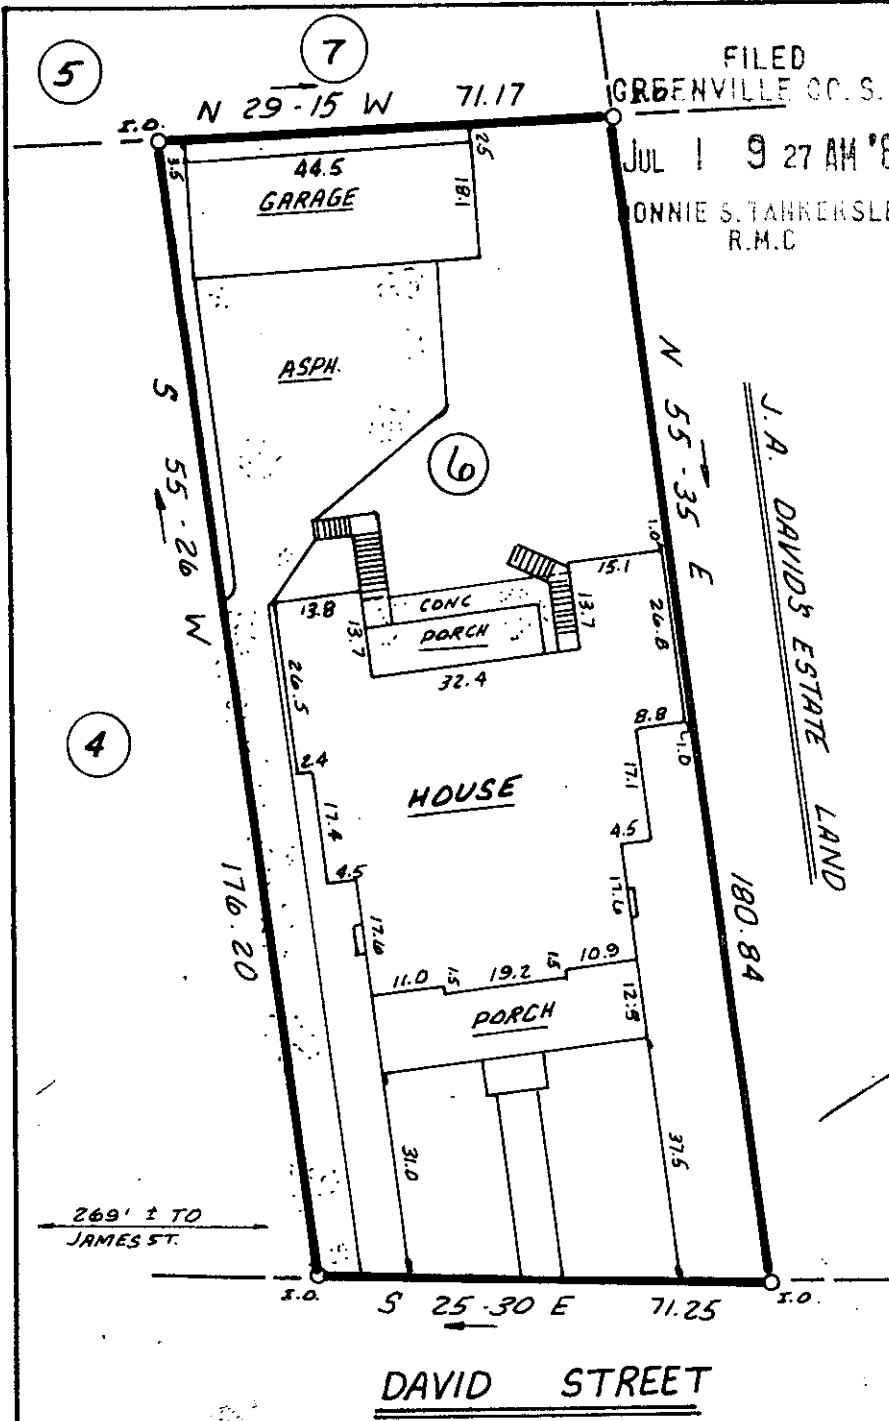 5
7
N 29-15 W 71.17
I.O.
I.O.
FILED
GREENVILLE CO. S.
JUL 1 9 27 AM '8
DONNIE S. TANKERSLE
R.M.C
3.5
44.5
2.5
GARAGE
18.1
ASPH.
S 55-26 W
176.20
N 55-35 E
180.84
J. A. DAVIDS ESTATE LAND
6
1.0
15.1
13.8
CONC
PORCH
13.7
13.7
32.4
26.5
26.8
8.8
1.0
4
2.4
17.4
HOUSE
17.1
4.5
4.5
17.6
17.6
11.0
1.5
19.2
1.5
10.9
12.9
PORCH
31.0
37.5
269' ± TO
JAMES ST.
I.O.
S 25-30 E 71.25
I.O.
DAVID STREET